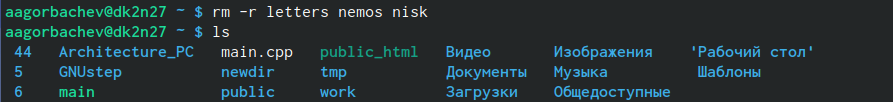 aagorbachev@dk2n27 ~ $ rm -r letters nemos nisk
aagorbachev@dk2n27 ~ $ ls
44 Architecture_PC main.cpp public_html Видео Изображения 'Рабочий стол'
5 GNUstep newdir tmp Документы Музыка Шаблоны
6 main public work Загрузки Общедоступные